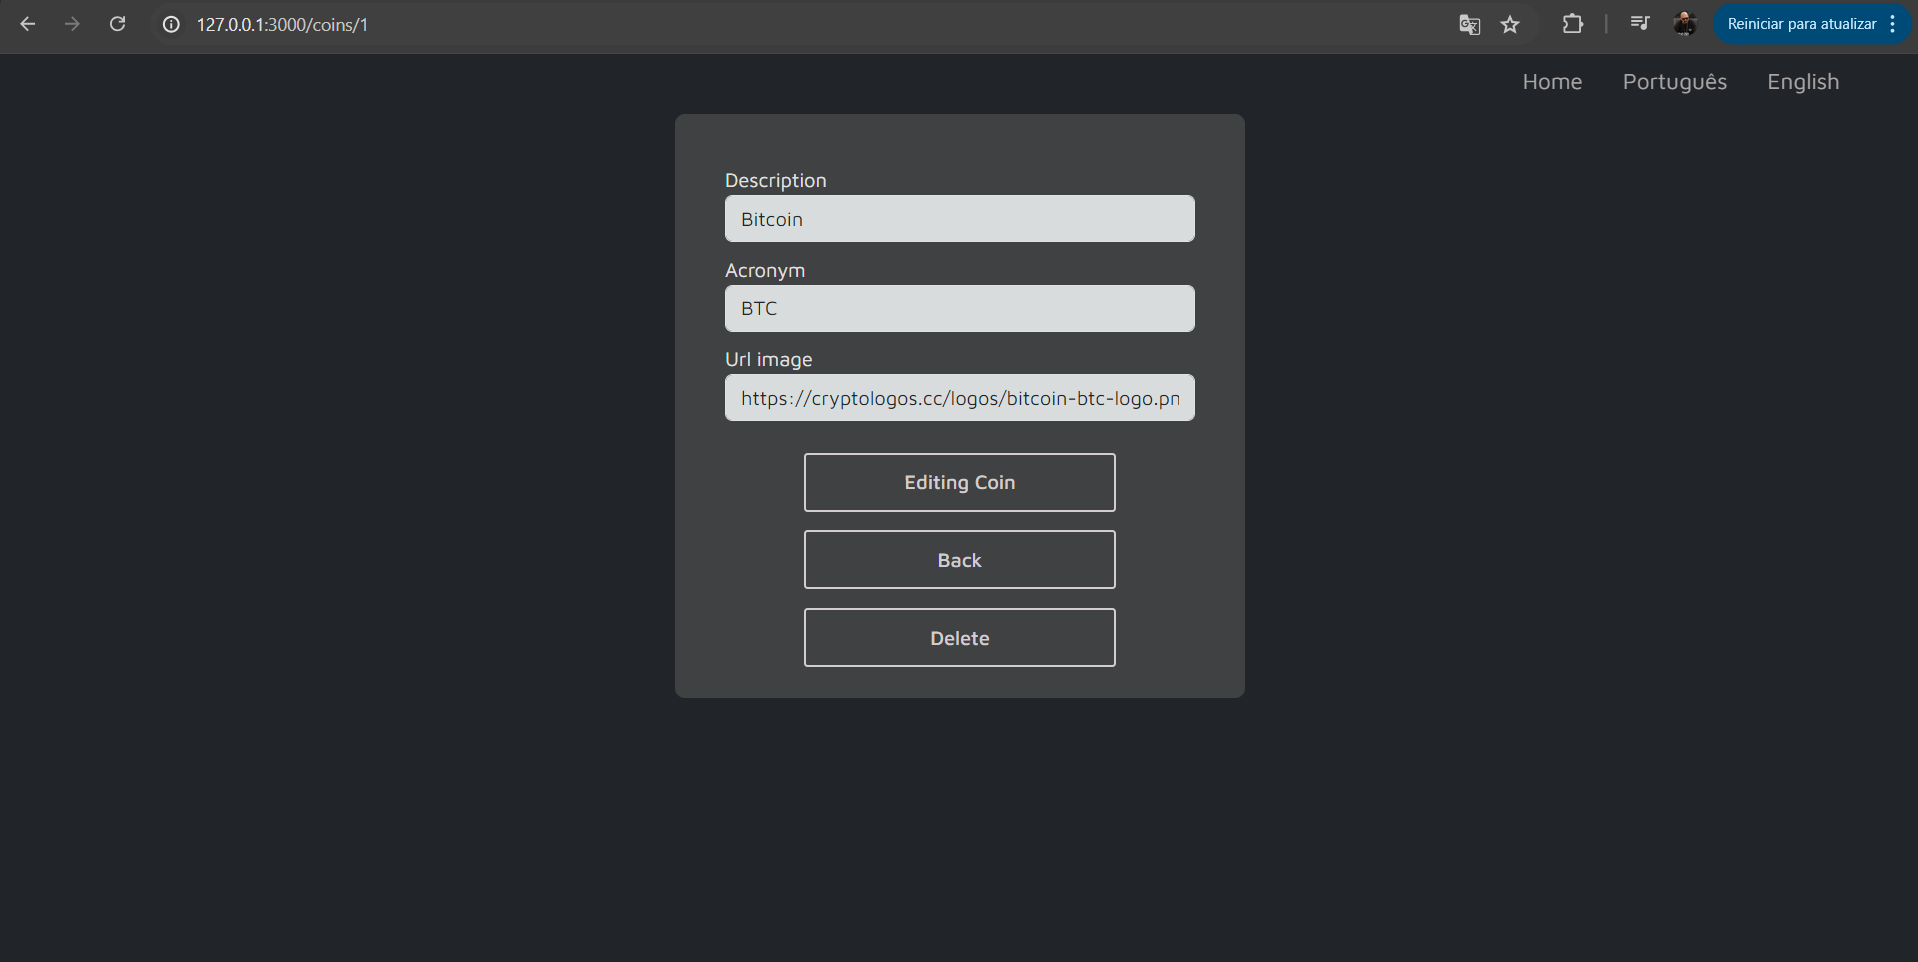 127.0.0.1:3000/coins/1
Reiniciar para atualizar
Home Português English
Description
Bitcoin
Acronym
BTC
Url image
https://cryptologos.cc/logos/bitcoin-btc-logo.pn
Editing Coin
Back
Delete